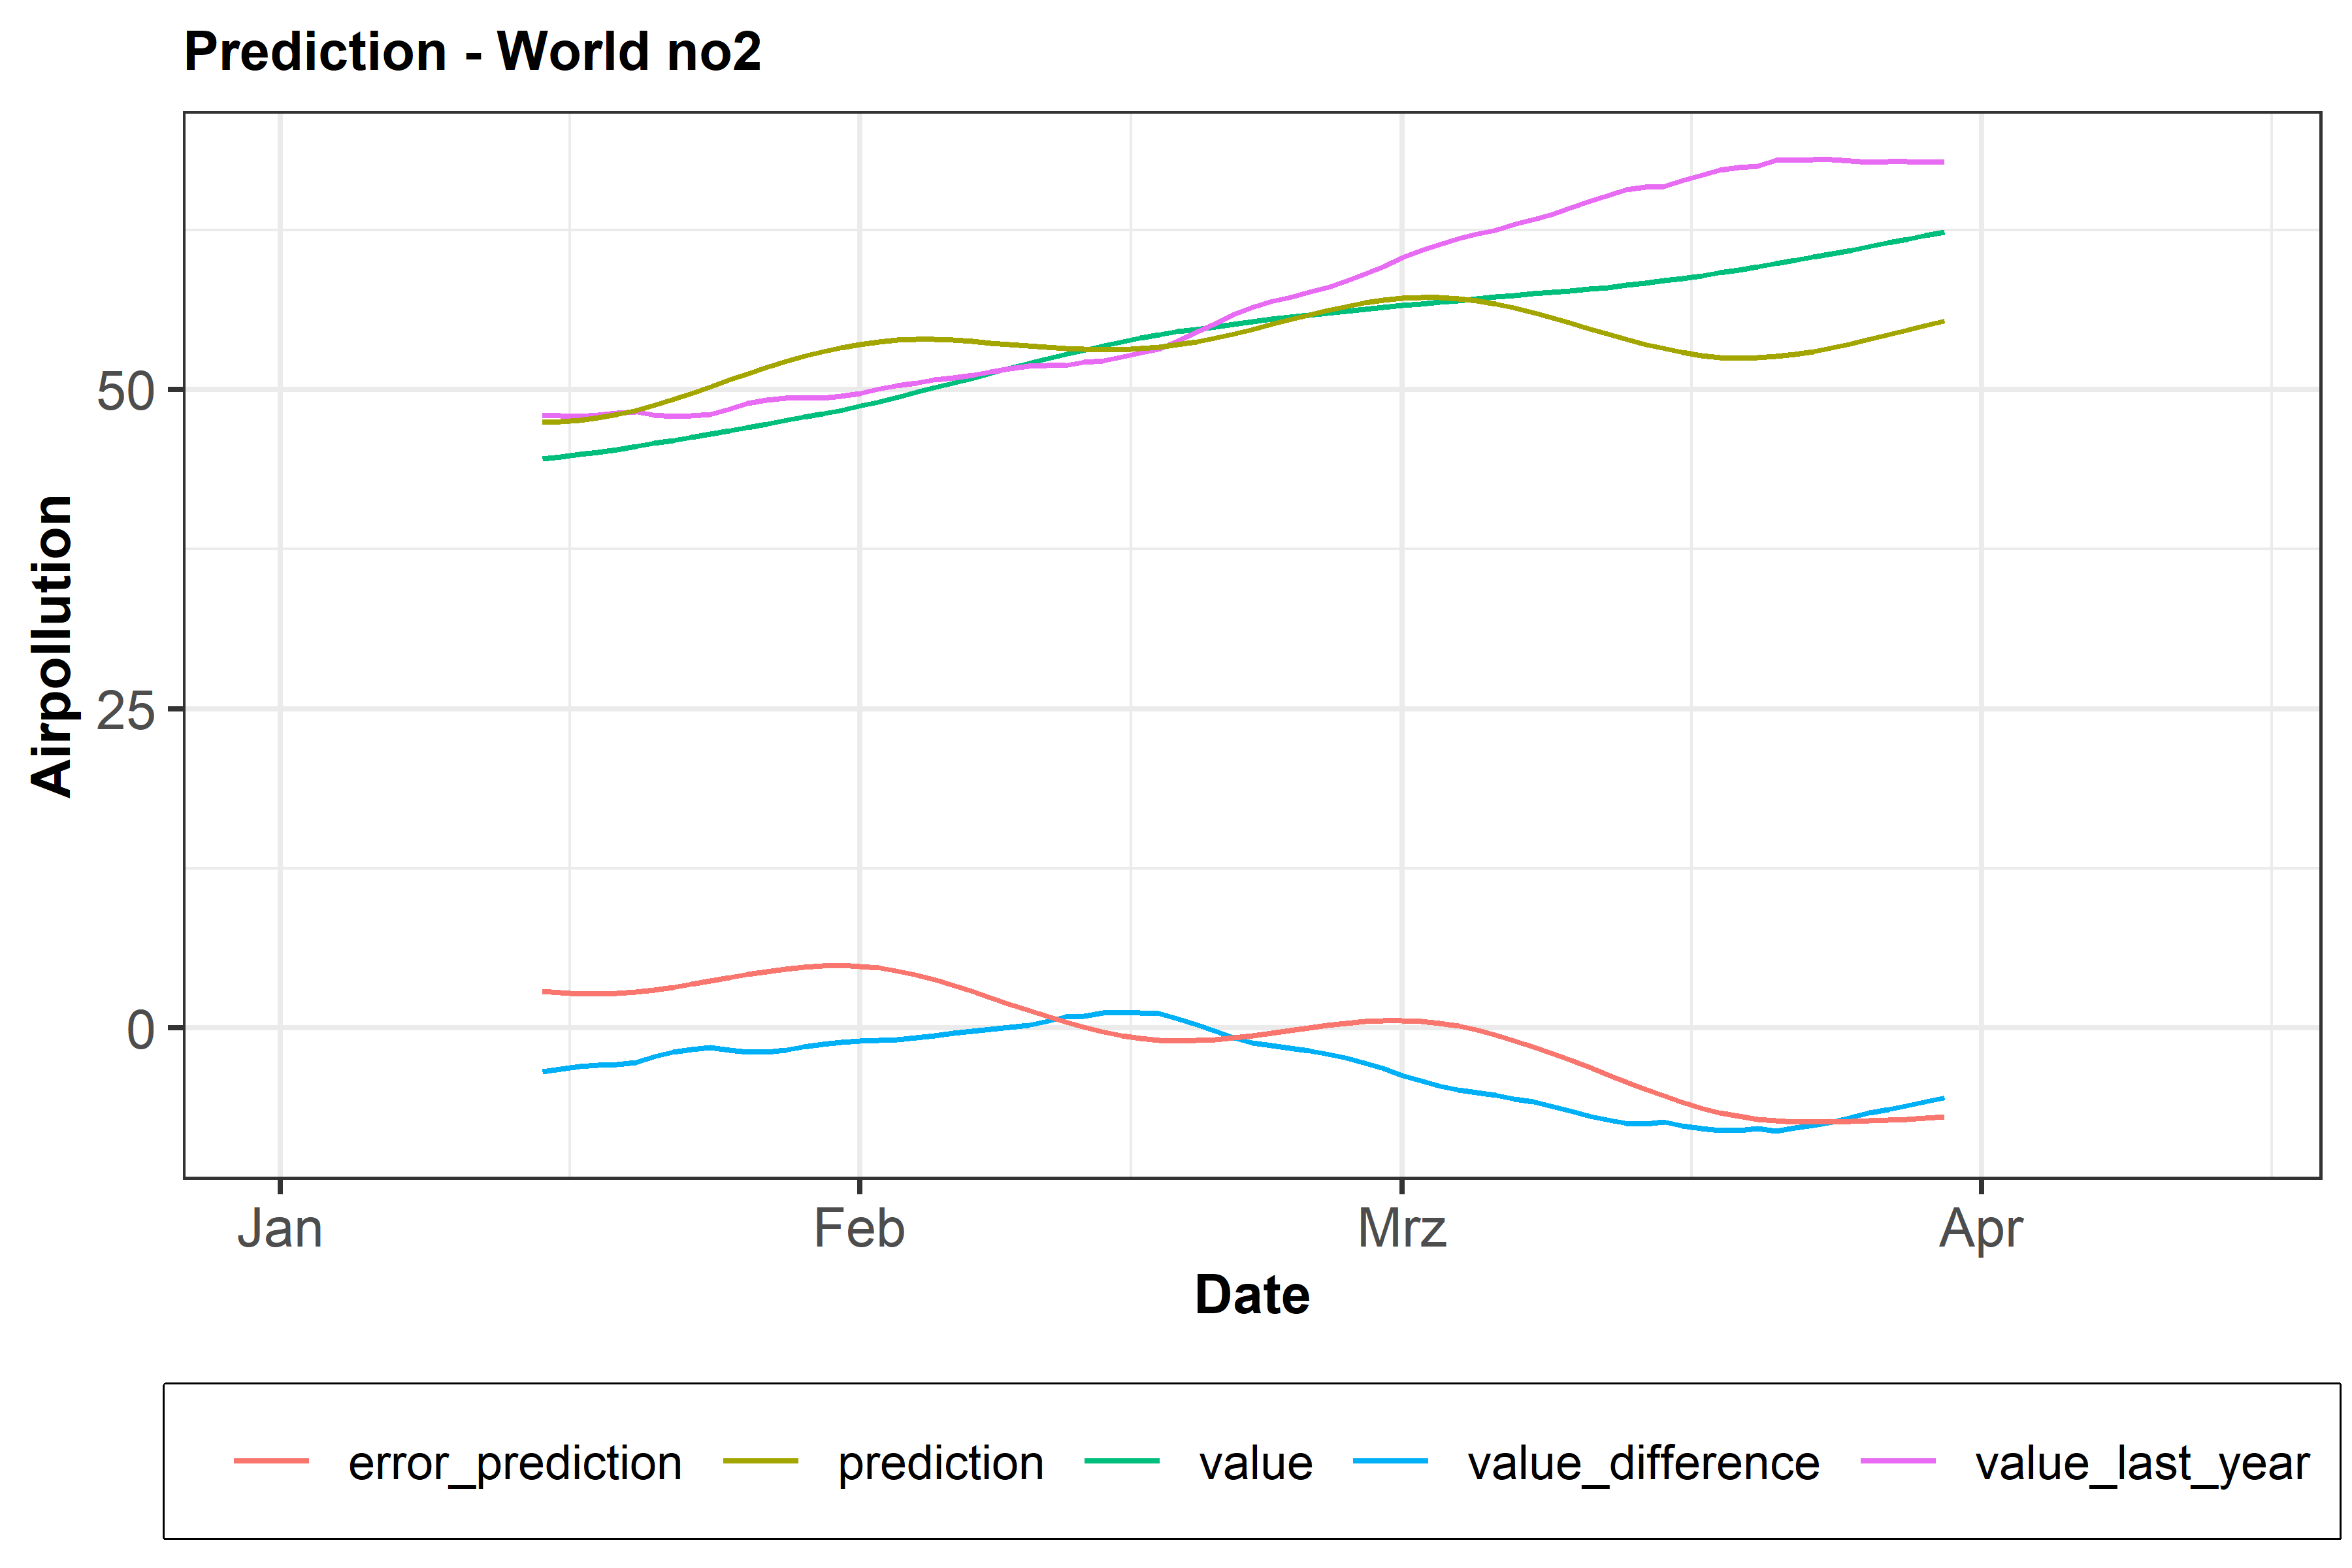 Prediction - World no2
Airpollution
50
25
0
Jan Feb Mrz Apr
Date
error_prediction prediction value value_difference value_last_year